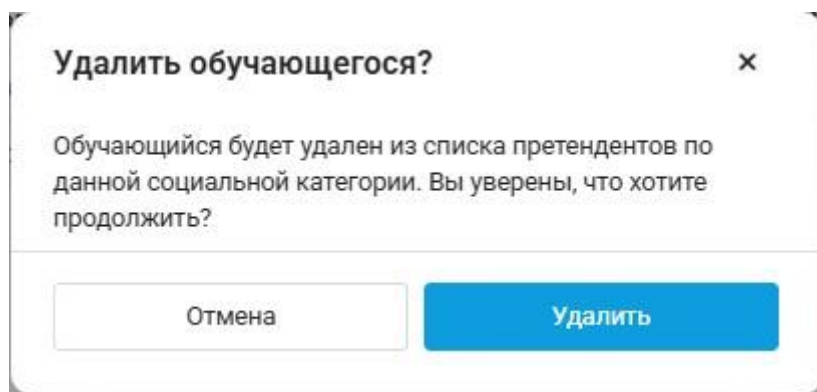 Удалить обучающегося?
Обучающийся будет удален из списка претендентов по
данной социальной категории. Вы уверены, что хотите
продолжить?
Отмена
Удалить